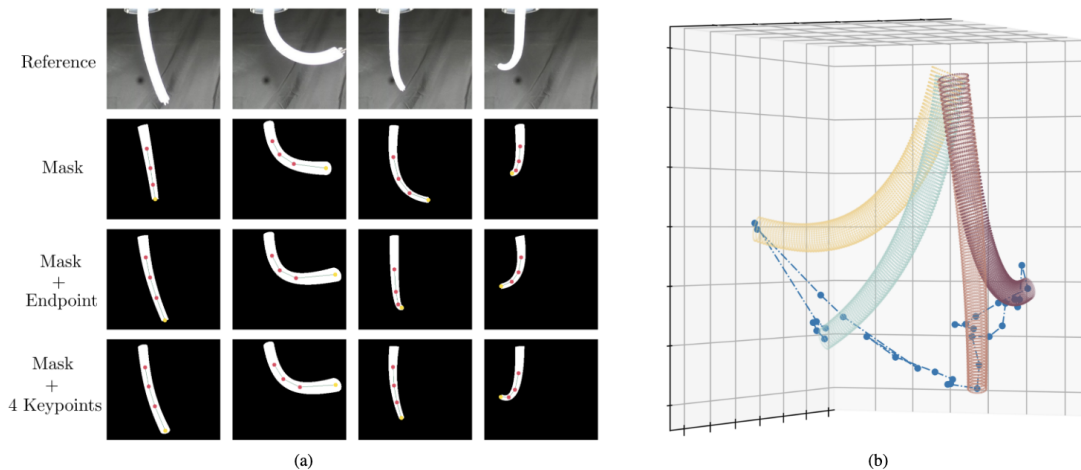 Reference
Mask
Mask
+
Endpoint
Mask
+
4 Keypoints
(a)
(b)